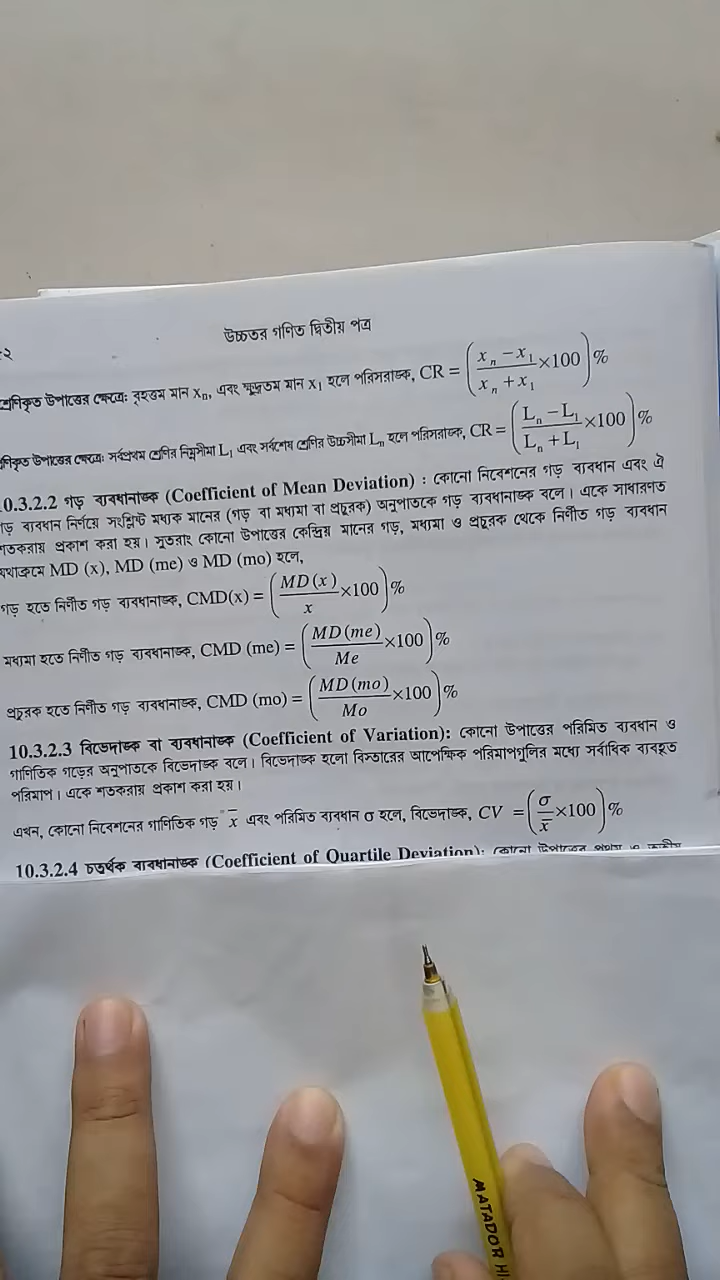 ২
উচ্চতর গণিত দ্বিতীয় পত্র
শ্রেণিকৃত উপাত্তের ক্ষেত্রে: বৃহত্তম মান xn, এবং ক্ষুদ্রতম মান x1 হলে পরিসরাঙ্ক, CR = (xn − x1 / xn + x1 ×100)%
ণিকৃত উপাত্তের ক্ষেত্রে: সর্বপ্রথম শ্রেণির নিম্নসীমা L1 এবং সর্বশেষ শ্রেণির উচ্চসীমা Ln হলে পরিসরাঙ্ক, CR = (Ln − L1 / Ln + L1 ×100)%
0.3.2.2 গড় ব্যবধানাঙ্ক (Coefficient of Mean Deviation) : কোনো নিবেশনের গড় ব্যবধান এবং ঐ
গড় ব্যবধান নির্ণয়ে সংশ্লিষ্ট মধ্যক মানের (গড় বা মধ্যমা বা প্রচুরক) অনুপাতকে গড় ব্যবধানাঙ্ক বলে। একে সাধারণত
শতকরায় প্রকাশ করা হয়। সুতরাং কোনো উপাত্তের কেন্দ্রিয় মানের গড়, মধ্যমা ও প্রচুরক থেকে নির্ণীত গড় ব্যবধান
যথাক্রমে MD (x), MD (me) ও MD (mo) হলে,
গড় হতে নির্ণীত গড় ব্যবধানাঙ্ক, CMD(x) = (MD(x) / x ×100)%
মধ্যমা হতে নির্ণীত গড় ব্যবধানাঙ্ক, CMD (me) = (MD(me) / Me ×100)%
প্রচুরক হতে নির্ণীত গড় ব্যবধানাঙ্ক, CMD (mo) = (MD(mo) / Mo ×100)%
10.3.2.3 বিভেদাঙ্ক বা ব্যবধানাঙ্ক (Coefficient of Variation): কোনো উপাত্তের পরিমিত ব্যবধান ও
গাণিতিক গড়ের অনুপাতকে বিভেদাঙ্ক বলে। বিভেদাঙ্ক হলো বিস্তারের আপেক্ষিক পরিমাপগুলির মধ্যে সর্বাধিক ব্যবহৃত
পরিমাপ। একে শতকরায় প্রকাশ করা হয়।
এখন, কোনো নিবেশনের গাণিতিক গড় x̄ এবং পরিমিত ব্যবধান σ হলে, বিভেদাঙ্ক, CV = (σ / x̄ ×100)%
10.3.2.4 চতুর্থক ব্যবধানাঙ্ক (Coefficient of Quartile Deviation): কোনো উপাত্তের প্রথম ও
MATADOR HI